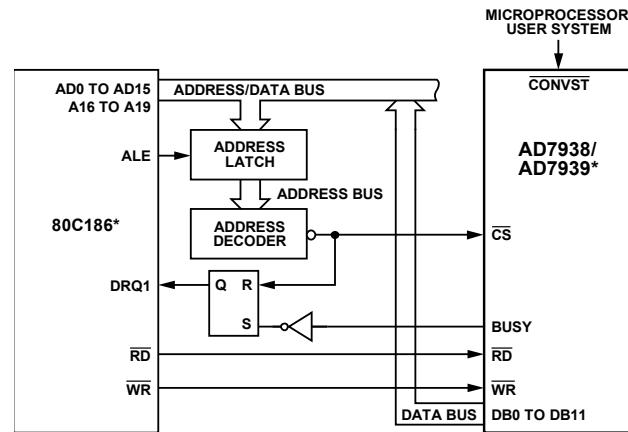 MICROPROCESSOR/
USER SYSTEM
AD0 TO AD15
A16 TO A19
ADDRESS/DATA BUS
CONVST
ALE
ADDRESS
LATCH
AD7938/
AD7939*
ADDRESS BUS
80C186*
ADDRESS
DECODER
CS
DRQ1
Q
R
S
BUSY
RD
RD
WR
WR
DATA BUS
DB0 TO DB11